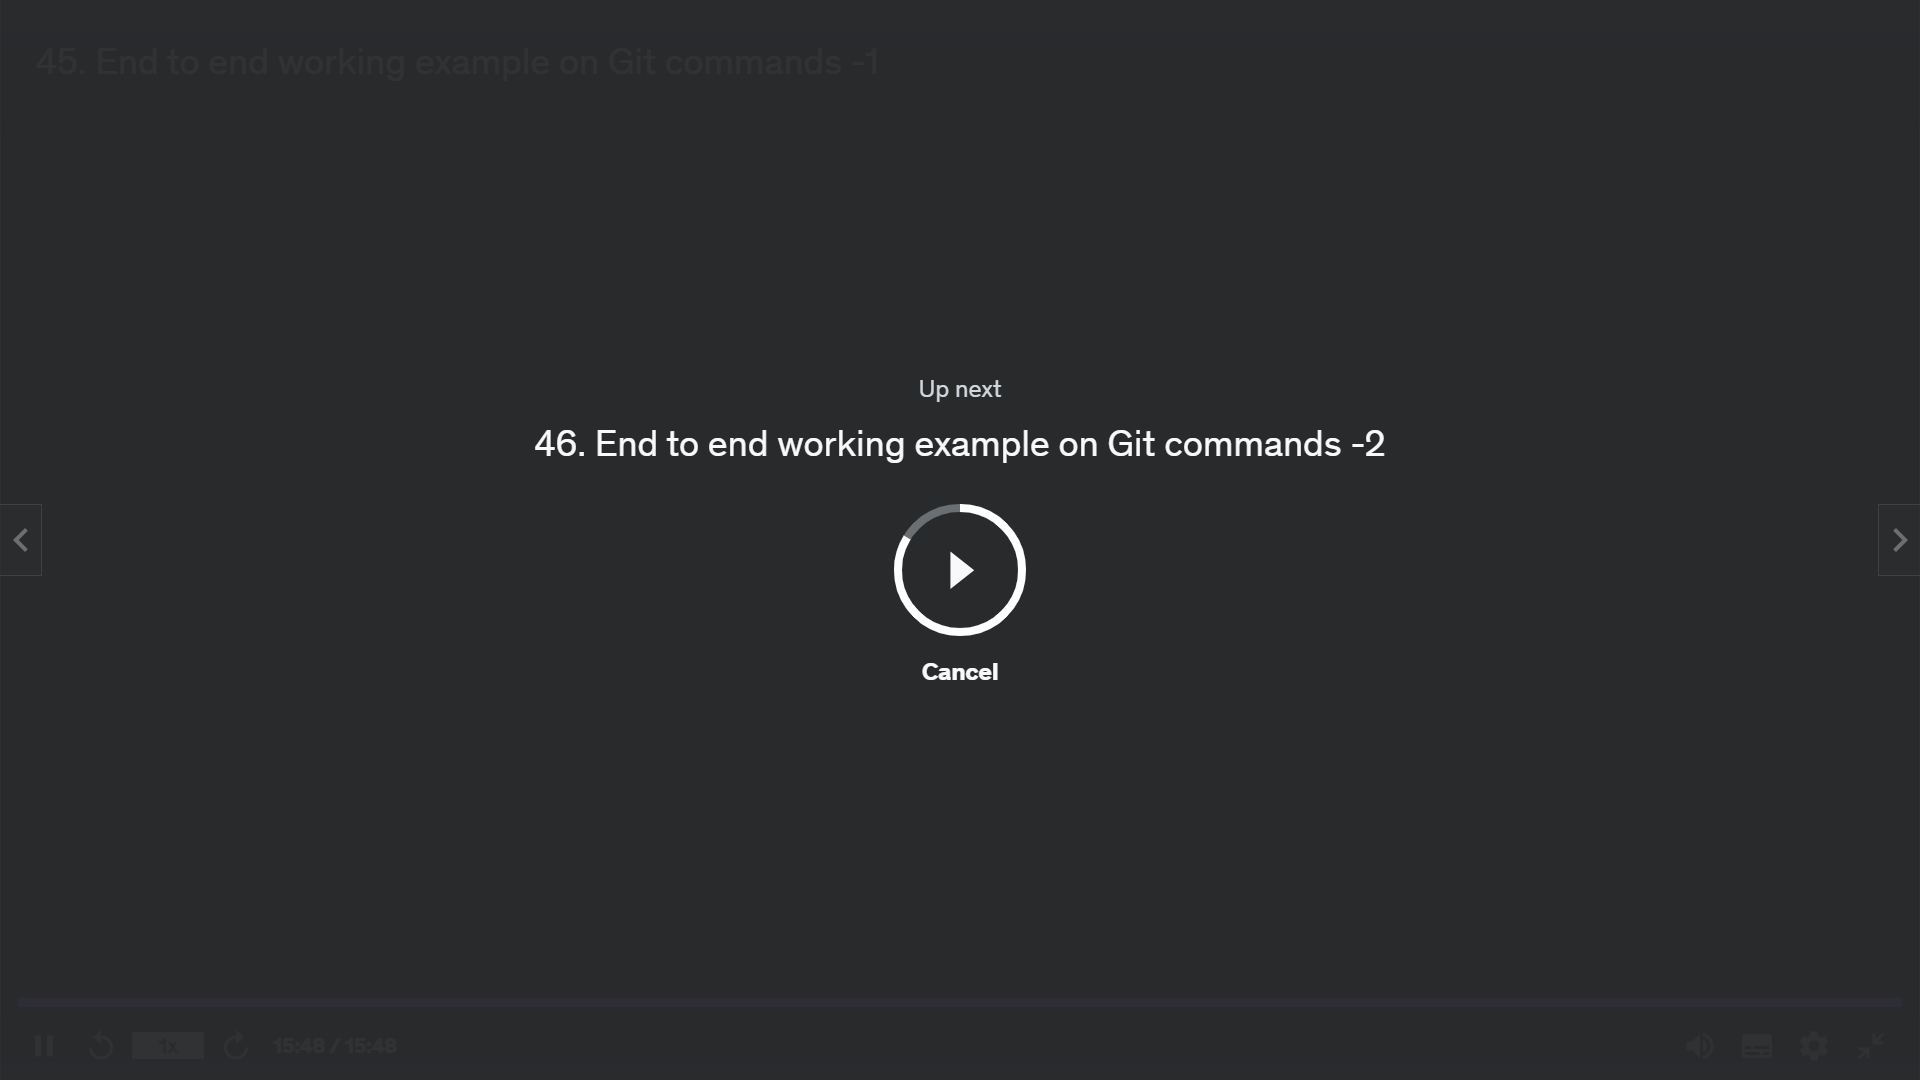 45. End to end working example on Git commands -1
Up next
46. End to end working example on Git commands -2
Cancel
1x
15:48 / 15:48